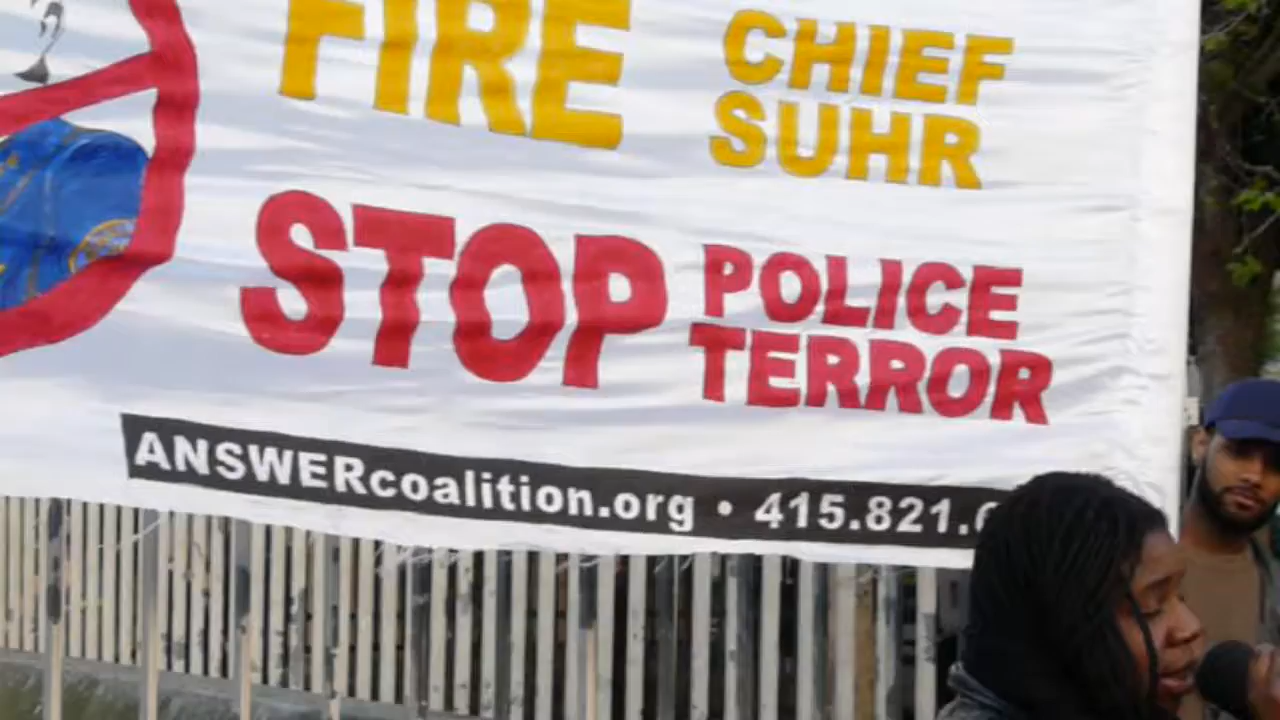 FIRE
CHIEF
SUHR
STOP
POLICE
TERROR
ANSWERcoalition.org • 415.821.